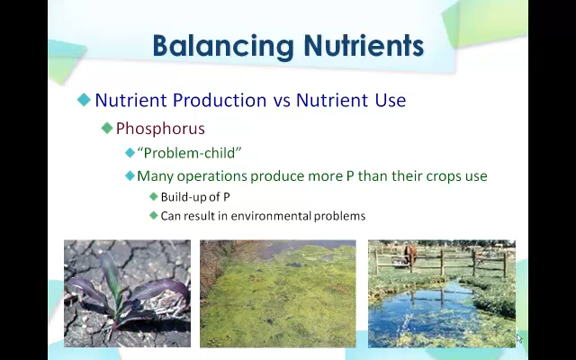 Balancing Nutrients
Nutrient Production vs Nutrient Use
Phosphorus
“Problem-child”
Many operations produce more P than their crops use
Build-up of P
Can result in environmental problems